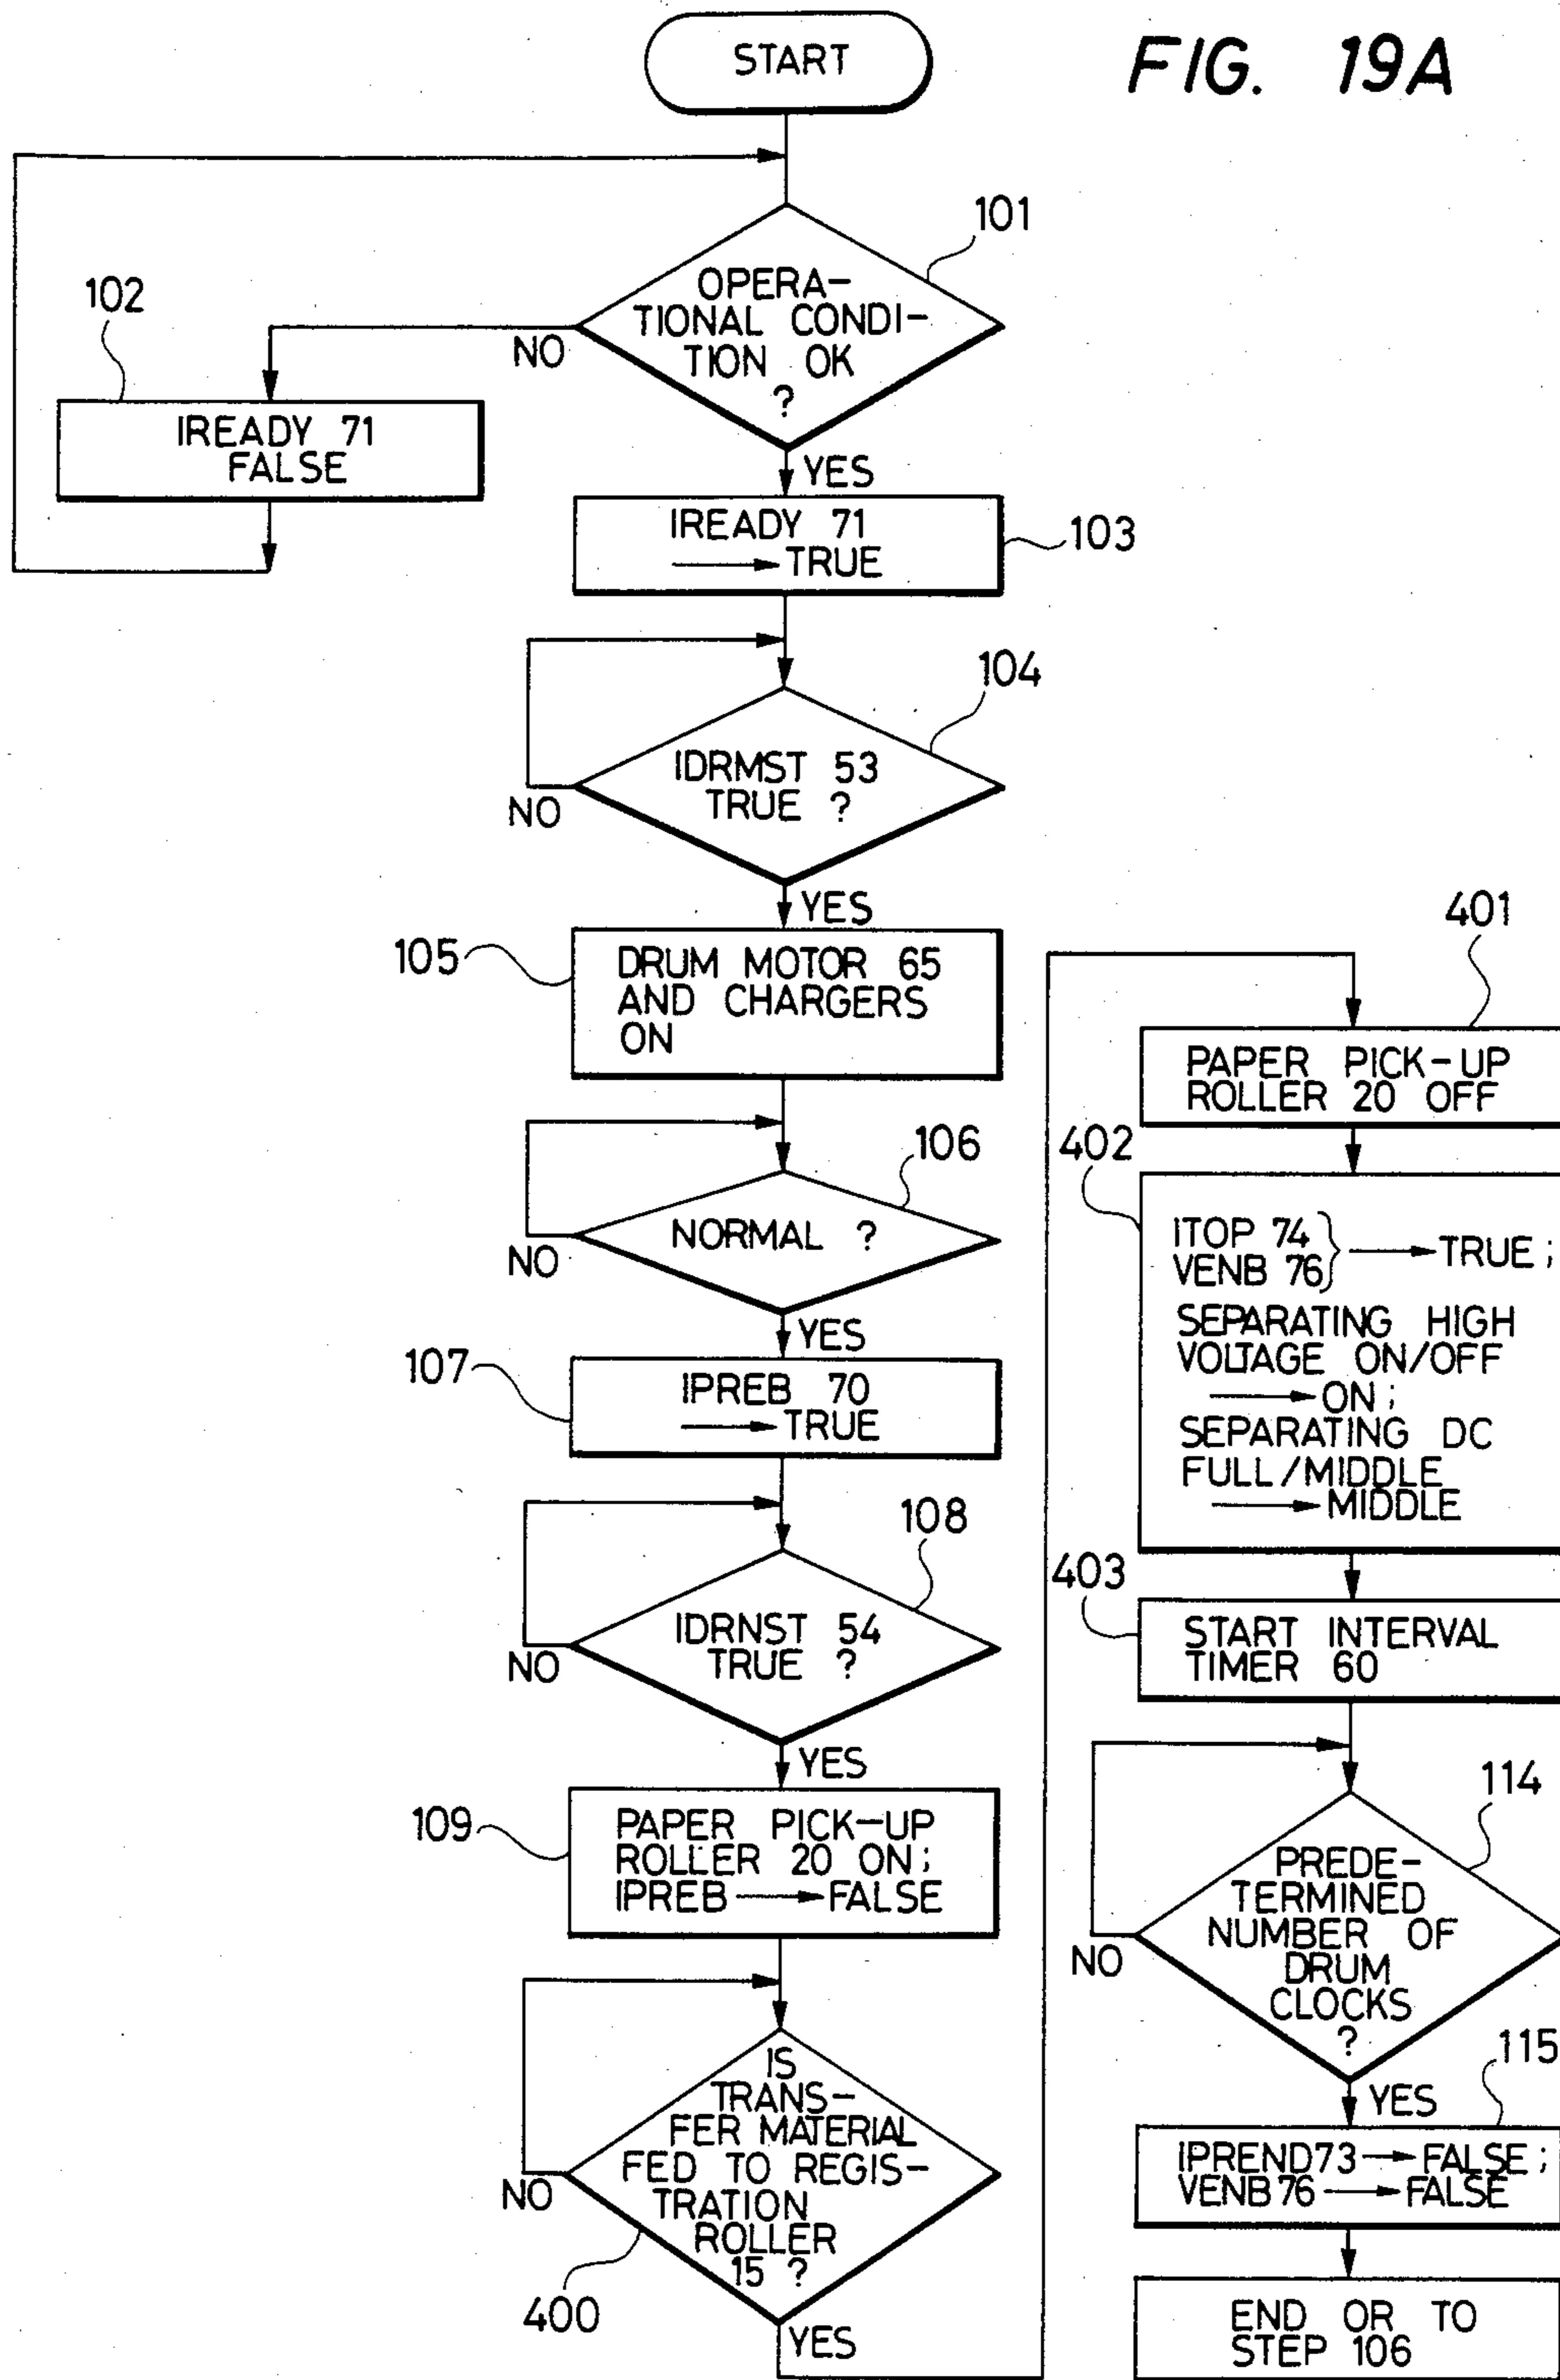 FIG. 19A
START
101
OPERA-
TIONAL CONDI-
TION OK
?
NO
YES
102
IREADY 71
FALSE
103
IREADY 71
→ TRUE
104
IDRMST 53
TRUE ?
NO
YES
105
DRUM MOTOR 65
AND CHARGERS
ON
106
NORMAL ?
NO
YES
107
IPREB 70
→ TRUE
108
IDRNST 54
TRUE ?
NO
YES
109
PAPER PICK-UP
ROLLER 20 ON;
IPREB → FALSE
IS
TRANS-
FER MATERIAL
FED TO REGIS-
TRATION
ROLLER
15 ?
NO
400
YES
401
PAPER PICK-UP
ROLLER 20 OFF
402
ITOP 74
VENB 76 } → TRUE;
SEPARATING HIGH
VOLTAGE ON/OFF
→ ON;
SEPARATING DC
FULL/MIDDLE
→ MIDDLE
403
START INTERVAL
TIMER 60
114
PREDE-
TERMINED
NUMBER OF
DRUM
CLOCKS
?
NO
YES
115
IPREND73 → FALSE;
VENB76 → FALSE
END OR TO
STEP 106